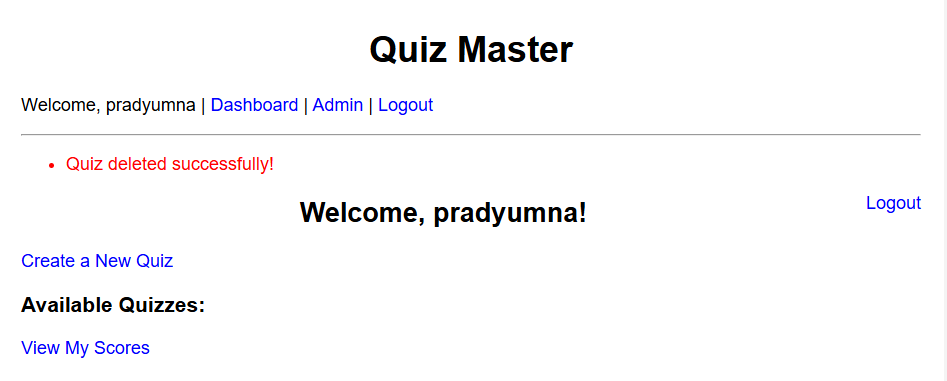 Quiz Master
Welcome, pradyumna | Dashboard | Admin | Logout
Quiz deleted successfully!
Logout
Welcome, pradyumna!
Create a New Quiz
Available Quizzes:
View My Scores